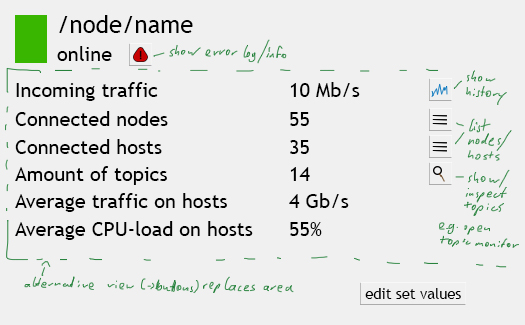 /node/name
online
show error log/info
Incoming traffic 10 Mb/s
show history
Connected nodes 55
Connected hosts 35
list nodes/hosts
Amount of topics 14
show/inspect topics
Average traffic on hosts 4 Gb/s
Average CPU-load on hosts 55%
e.g. open topic monitor
alternative view (->buttons) replaces area
edit set values